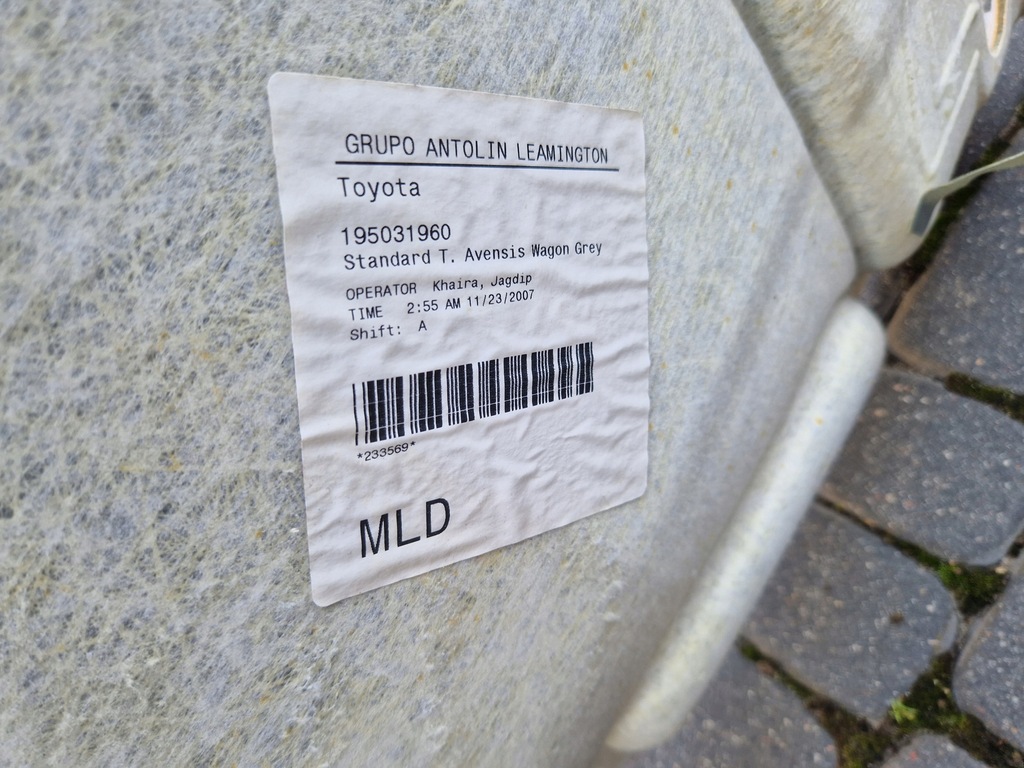 GRUPO ANTOLIN LEAMINGTON
Toyota
195031960
Standard T. Avensis Wagon Grey
OPERATOR Khaira, Jagdip
TIME 2:55 AM 11/23/2007
Shift: A
*233569*
MLD